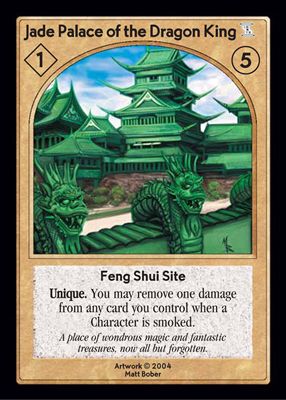 Jade Palace of the Dragon King
1
5
Feng Shui Site
Unique. You may remove one damage
from any card you control when a
Character is smoked.
A place of wondrous magic and fantastic
treasures, now all but forgotten.
Artwork © 2004
Matt Bober